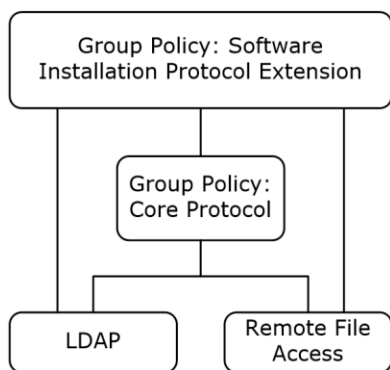 Group Policy: Software
Installation Protocol Extension
Group Policy:
Core Protocol
LDAP
Remote File
Access